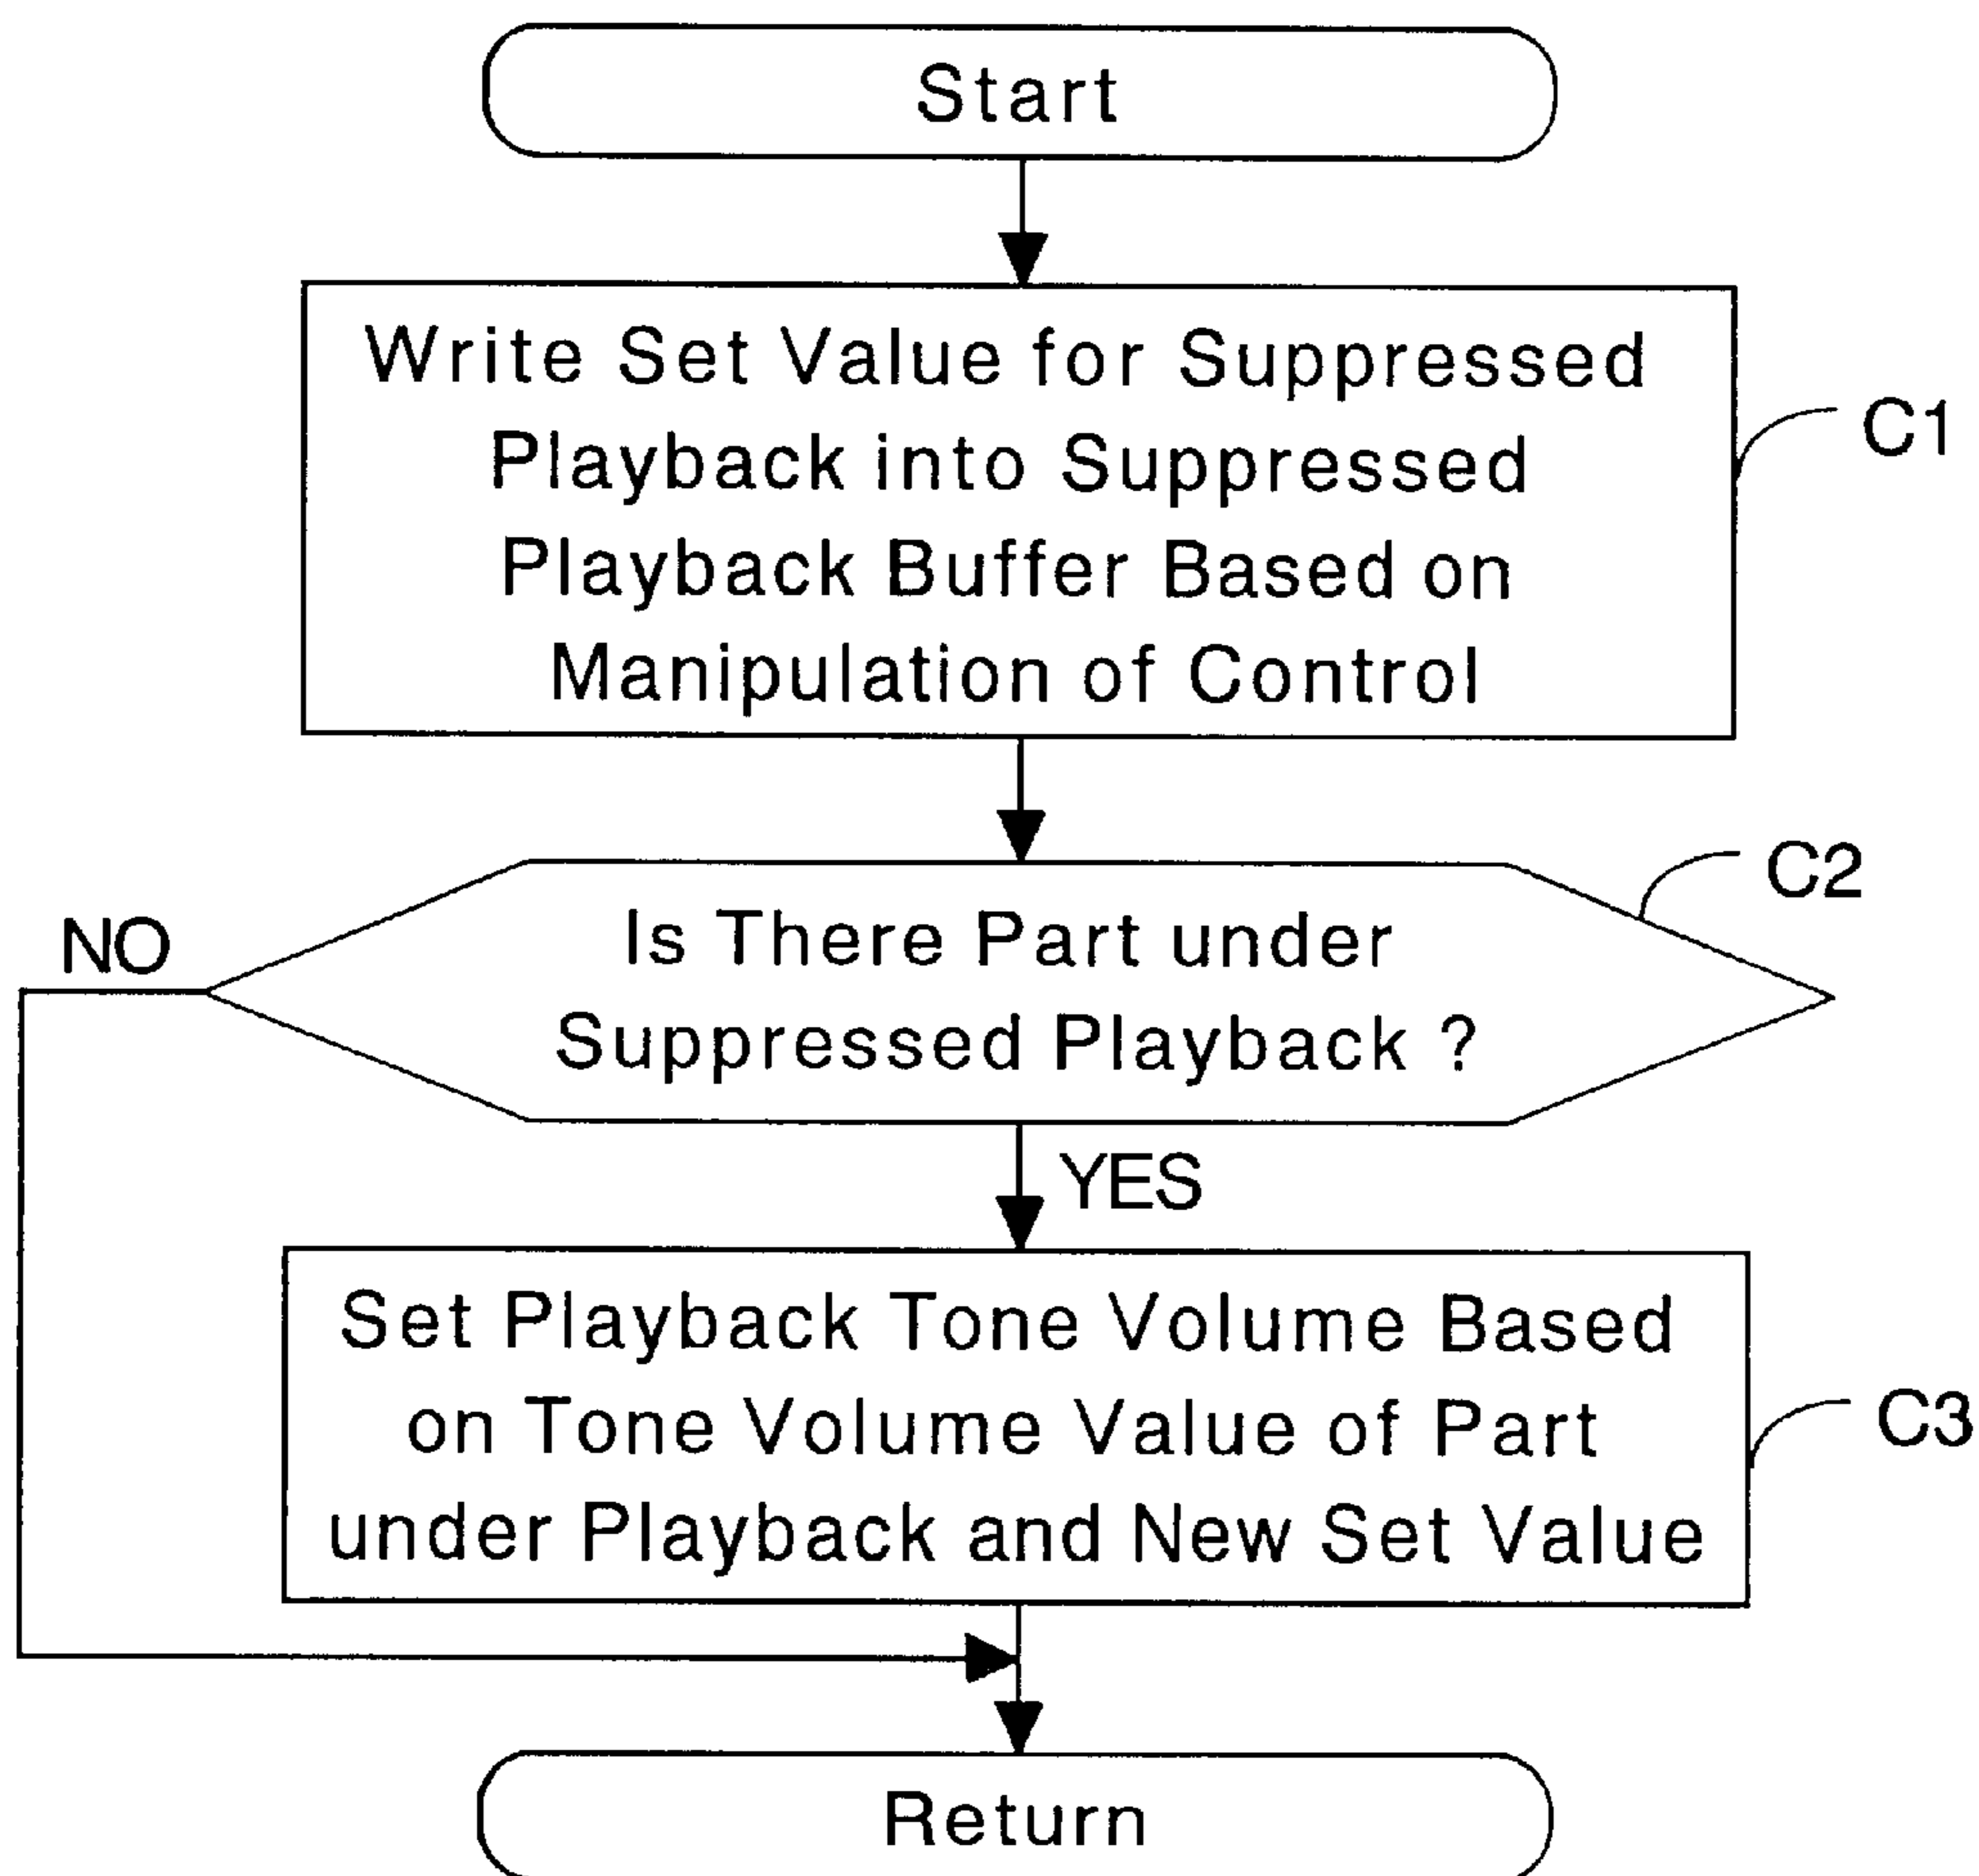 Start
Write Set Value for Suppressed
Playback into Suppressed
Playback Buffer Based on
Manipulation of Control
C1
C2
NO
Is There Part under
Suppressed Playback ?
YES
Set Playback Tone Volume Based
on Tone Volume Value of Part
under Playback and New Set Value
C3
Return